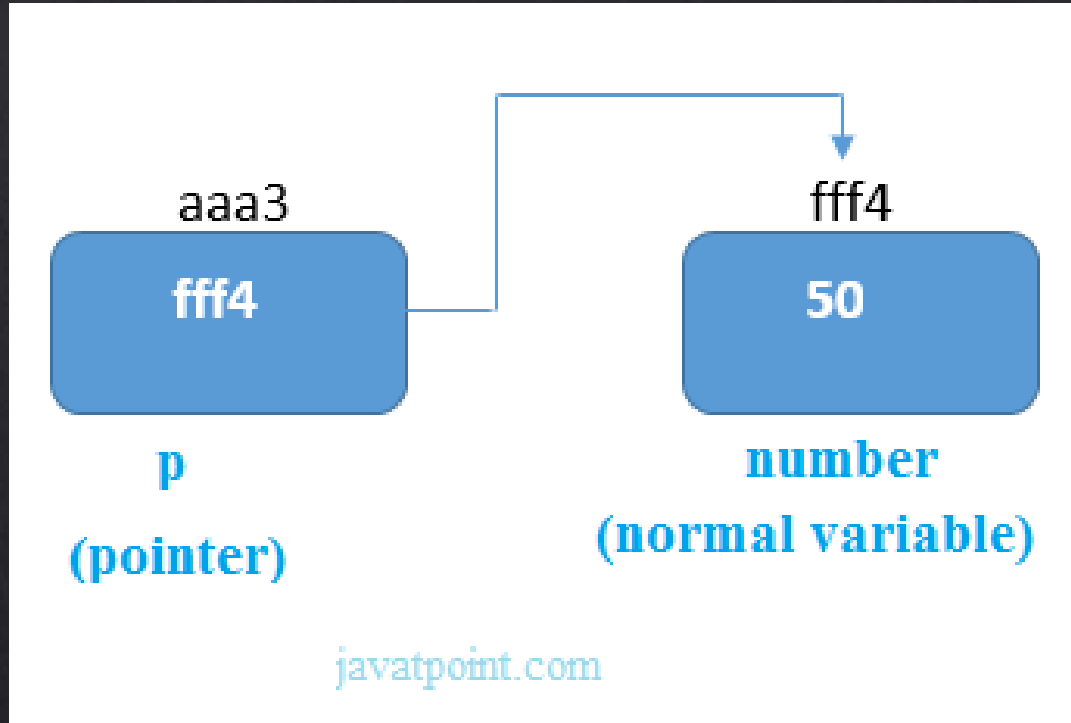 aaa3
fff4
fff4
50
p
number
(pointer)
(normal variable)
javatpoint.com